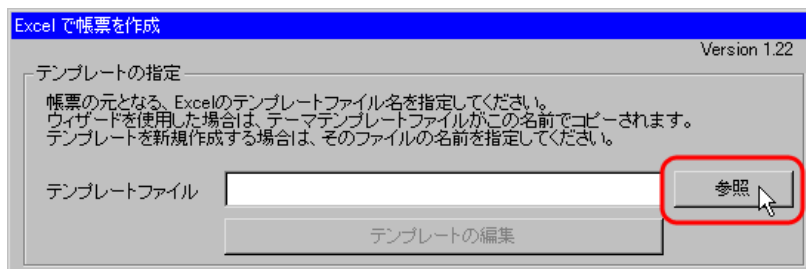 Excel で帳票を作成
Version 1.22
テンプレートの指定
帳票の元となる、Excelのテンプレートファイル名を指定してください。
ウィザードを使用した場合は、テーマテンプレートファイルがこの名前でコピーされます。
テンプレートを新規作成する場合は、そのファイルの名前を指定してください。
テンプレートファイル
参照
テンプレートの編集